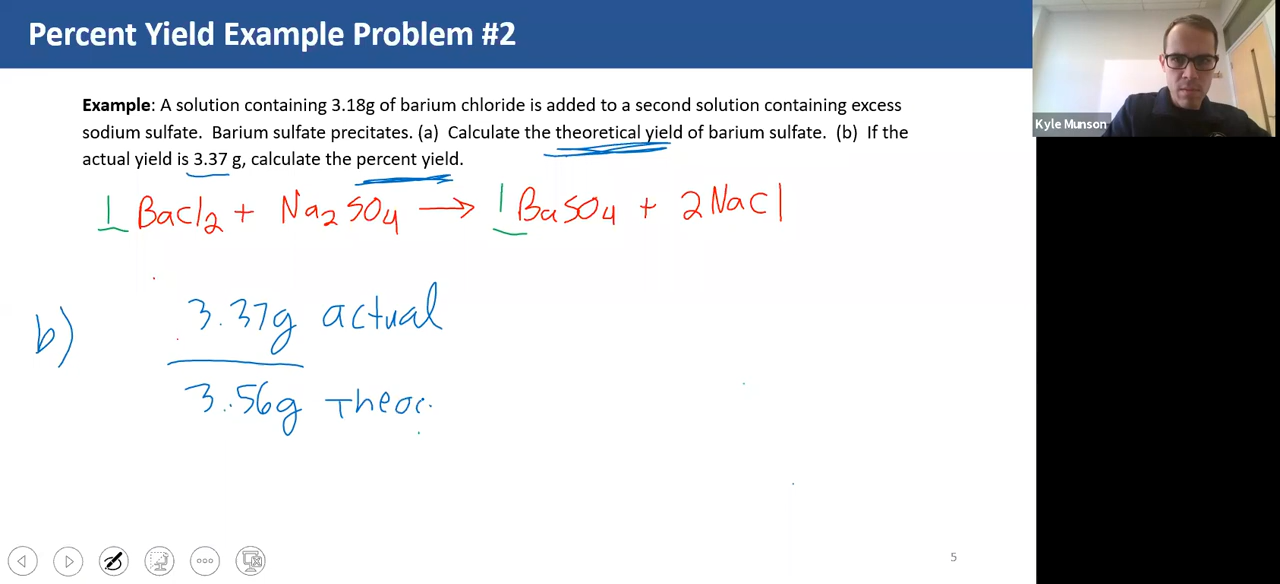 Percent Yield Example Problem #2
Kyle Munson
Example: A solution containing 3.18g of barium chloride is added to a second solution containing excess
sodium sulfate. Barium sulfate precitates. (a) Calculate the theoretical yield of barium sulfate. (b) If the
actual yield is 3.37 g, calculate the percent yield.
1 BaCl2 + Na2SO4 → 1 BaSO4 + 2NaCl
b)
3.37g actual
3.56g Theor.
5